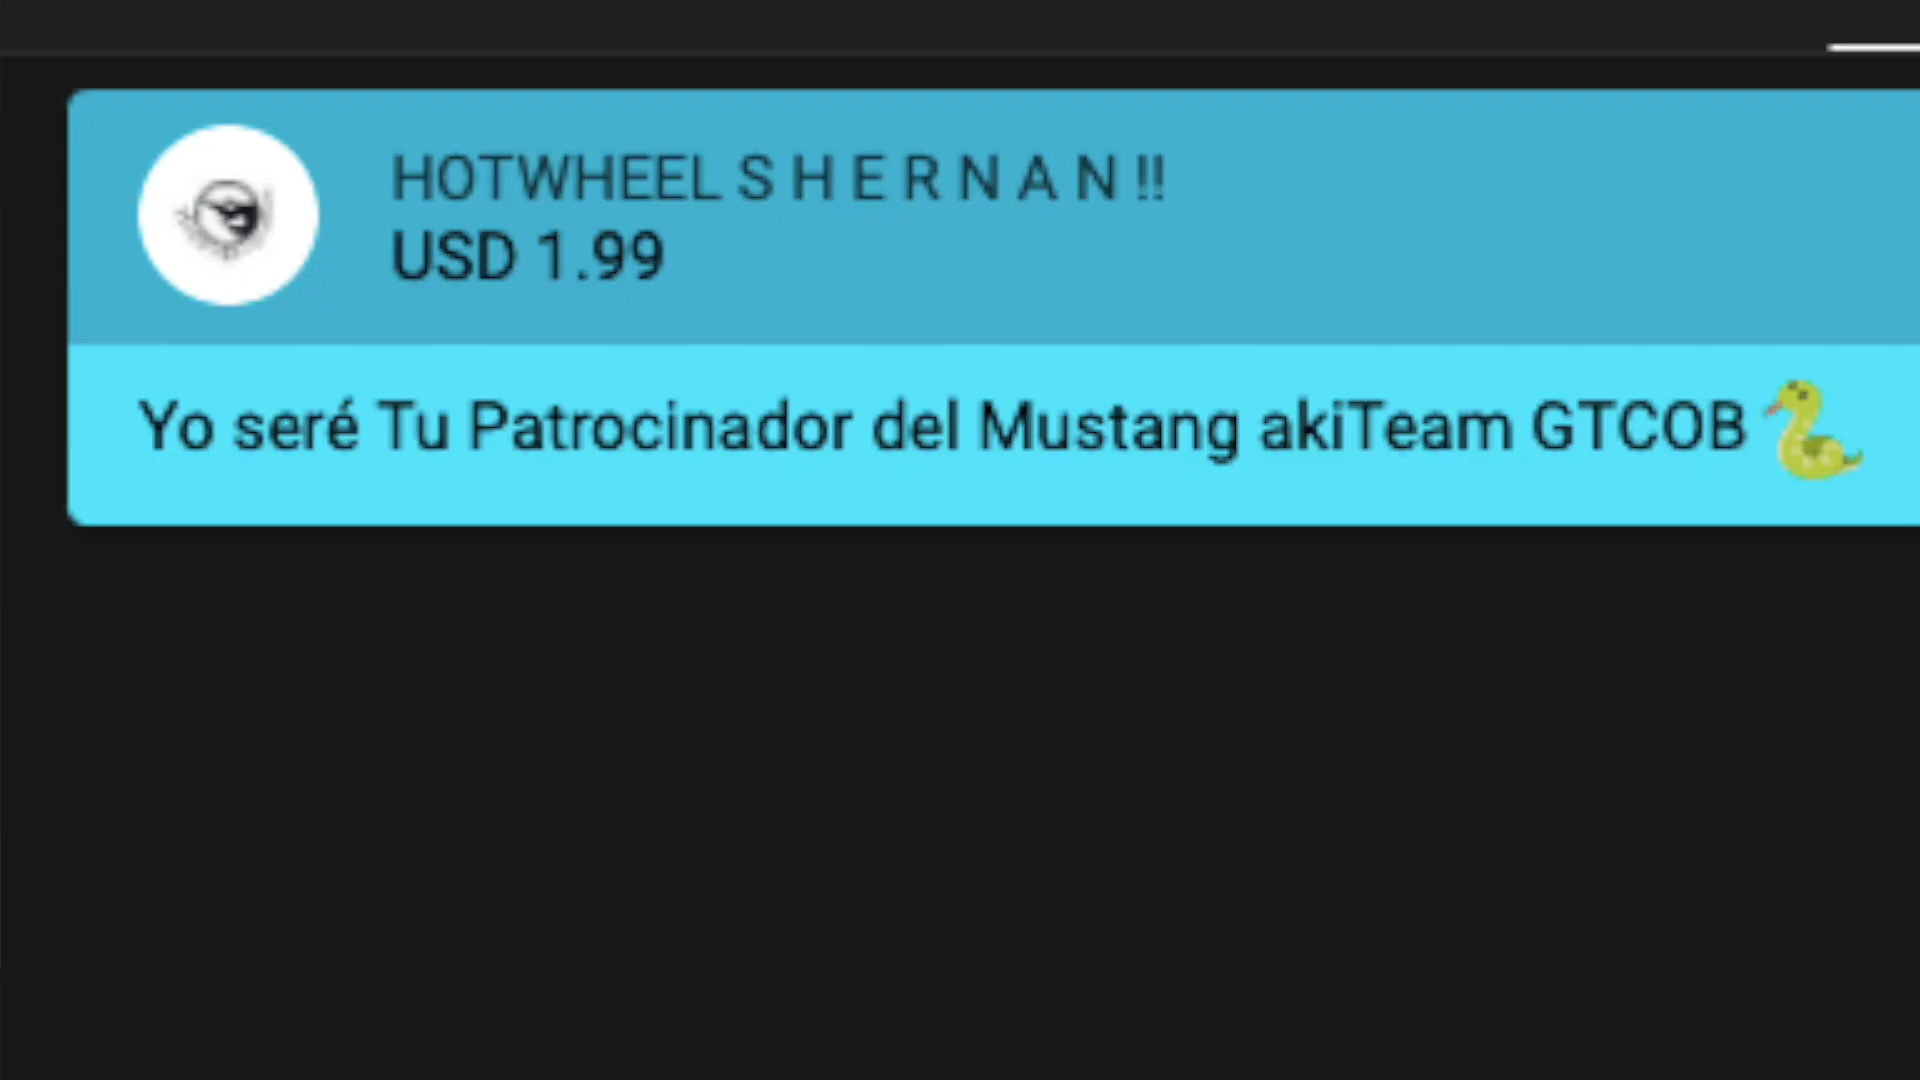 HOTWHEEL S H E R N A N !!
USD 1.99
Yo seré Tu Patrocinador del Mustang akiTeam GTCOB 🐍